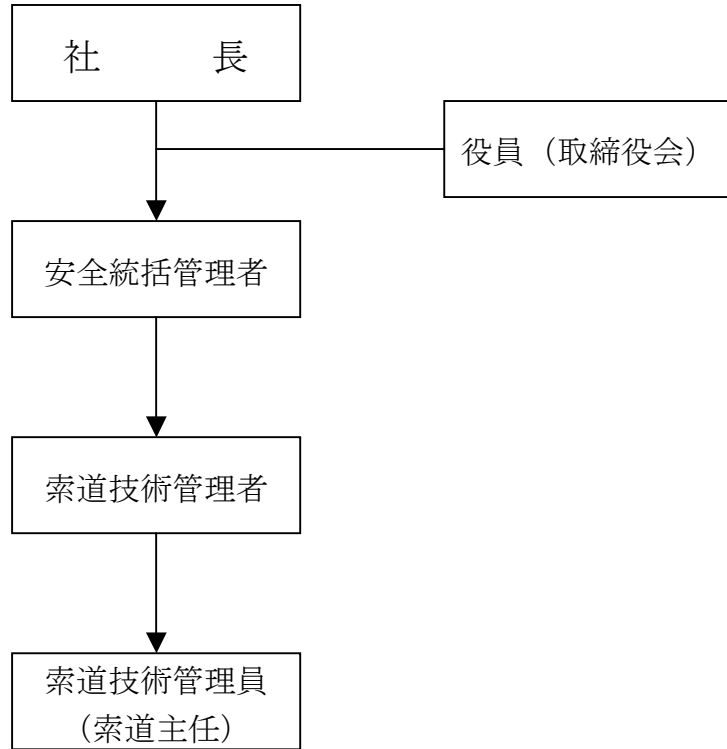 社　　　長
役員（取締役会）
安全統括管理者
索道技術管理者
索道技術管理員
（索道主任）